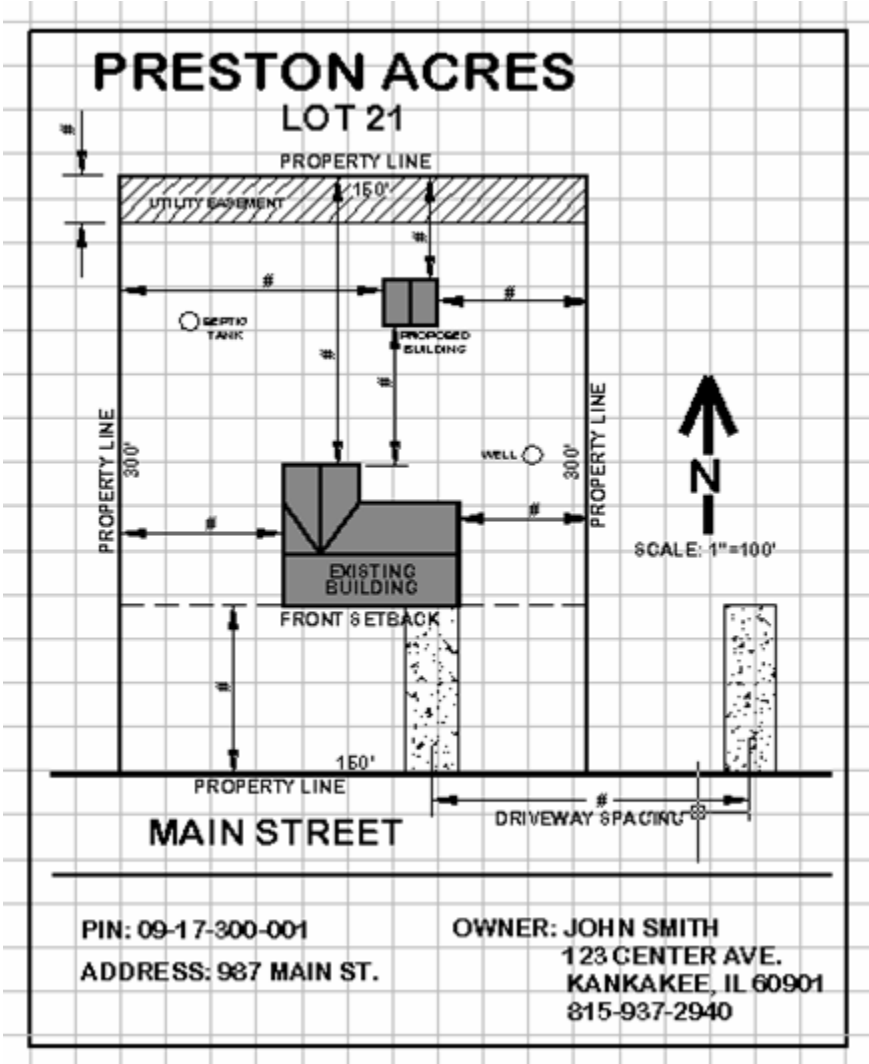 PRESTON ACRES
LOT 21
#
PROPERTY LINE
150'
UTILITY EASEMENT
#
#
#
SEPTIC
TANK
PROPOSED
BUILDING
#
#
PROPERTY LINE
300'
WELL
300'
PROPERTY LINE
N
SCALE: 1"=100'
#
#
EXISTING
BUILDING
FRONT SETBACK
#
150'
PROPERTY LINE
#
DRIVEWAY SPACING
MAIN STREET
PIN: 09-17-300-001
ADDRESS: 987 MAIN ST.
OWNER: JOHN SMITH
123 CENTER AVE.
KANKAKEE, IL 60901
815-937-2940